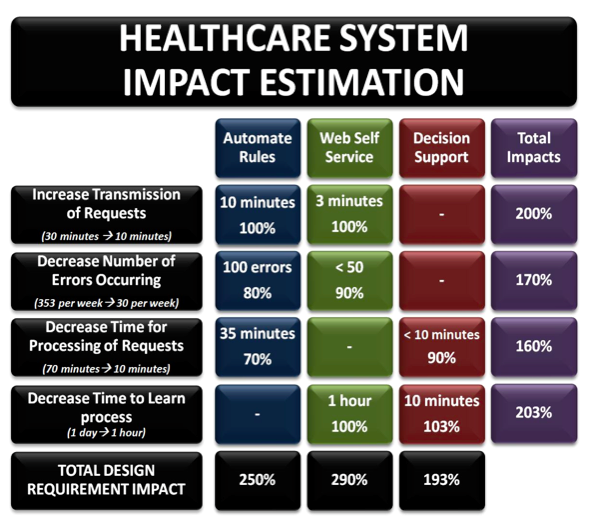 HEALTHCARE SYSTEM
IMPACT ESTIMATION
Automate
Rules
Web Self
Service
Decision
Support
Total
Impacts
Increase Transmission
of Requests
(30 minutes → 10 minutes)
10 minutes
100%
3 minutes
100%
-
200%
Decrease Number of
Errors Occurring
(353 per week → 30 per week)
100 errors
80%
< 50
90%
-
170%
Decrease Time for
Processing of Requests
(70 minutes → 10 minutes)
35 minutes
70%
-
< 10 minutes
90%
160%
Decrease Time to Learn
process
(1 day → 1 hour)
-
1 hour
100%
10 minutes
103%
203%
TOTAL DESIGN
REQUIREMENT IMPACT
250%
290%
193%